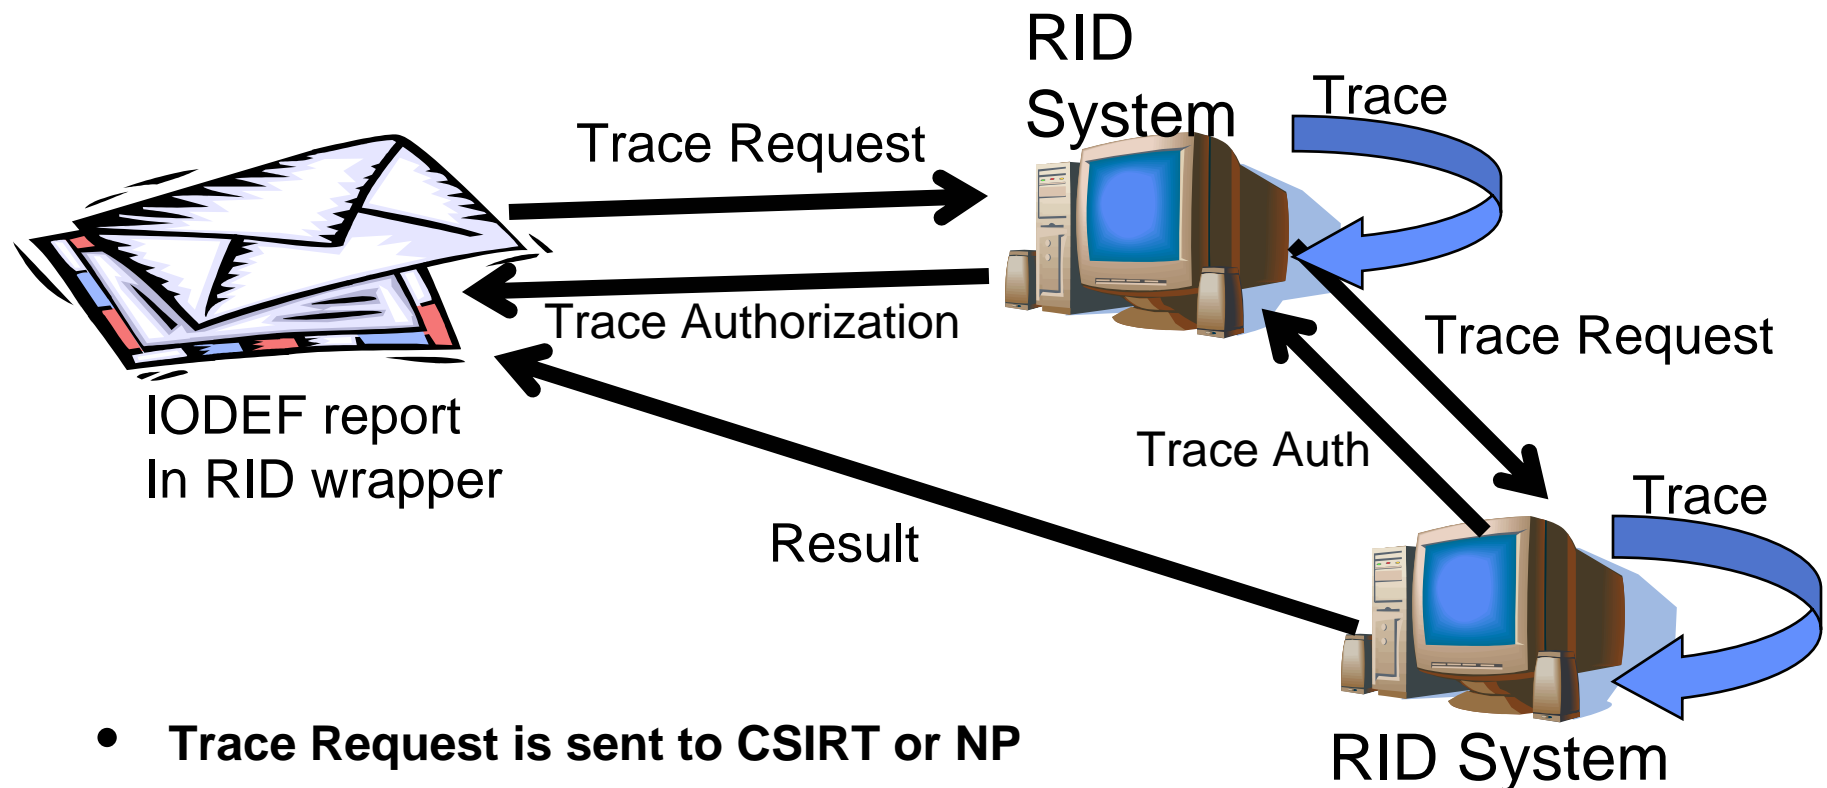 RID
System
Trace
Trace Request
Trace Authorization
Trace Request
IODEF report
In RID wrapper
Trace Auth
Trace
Result
• Trace Request is sent to CSIRT or NP
RID System